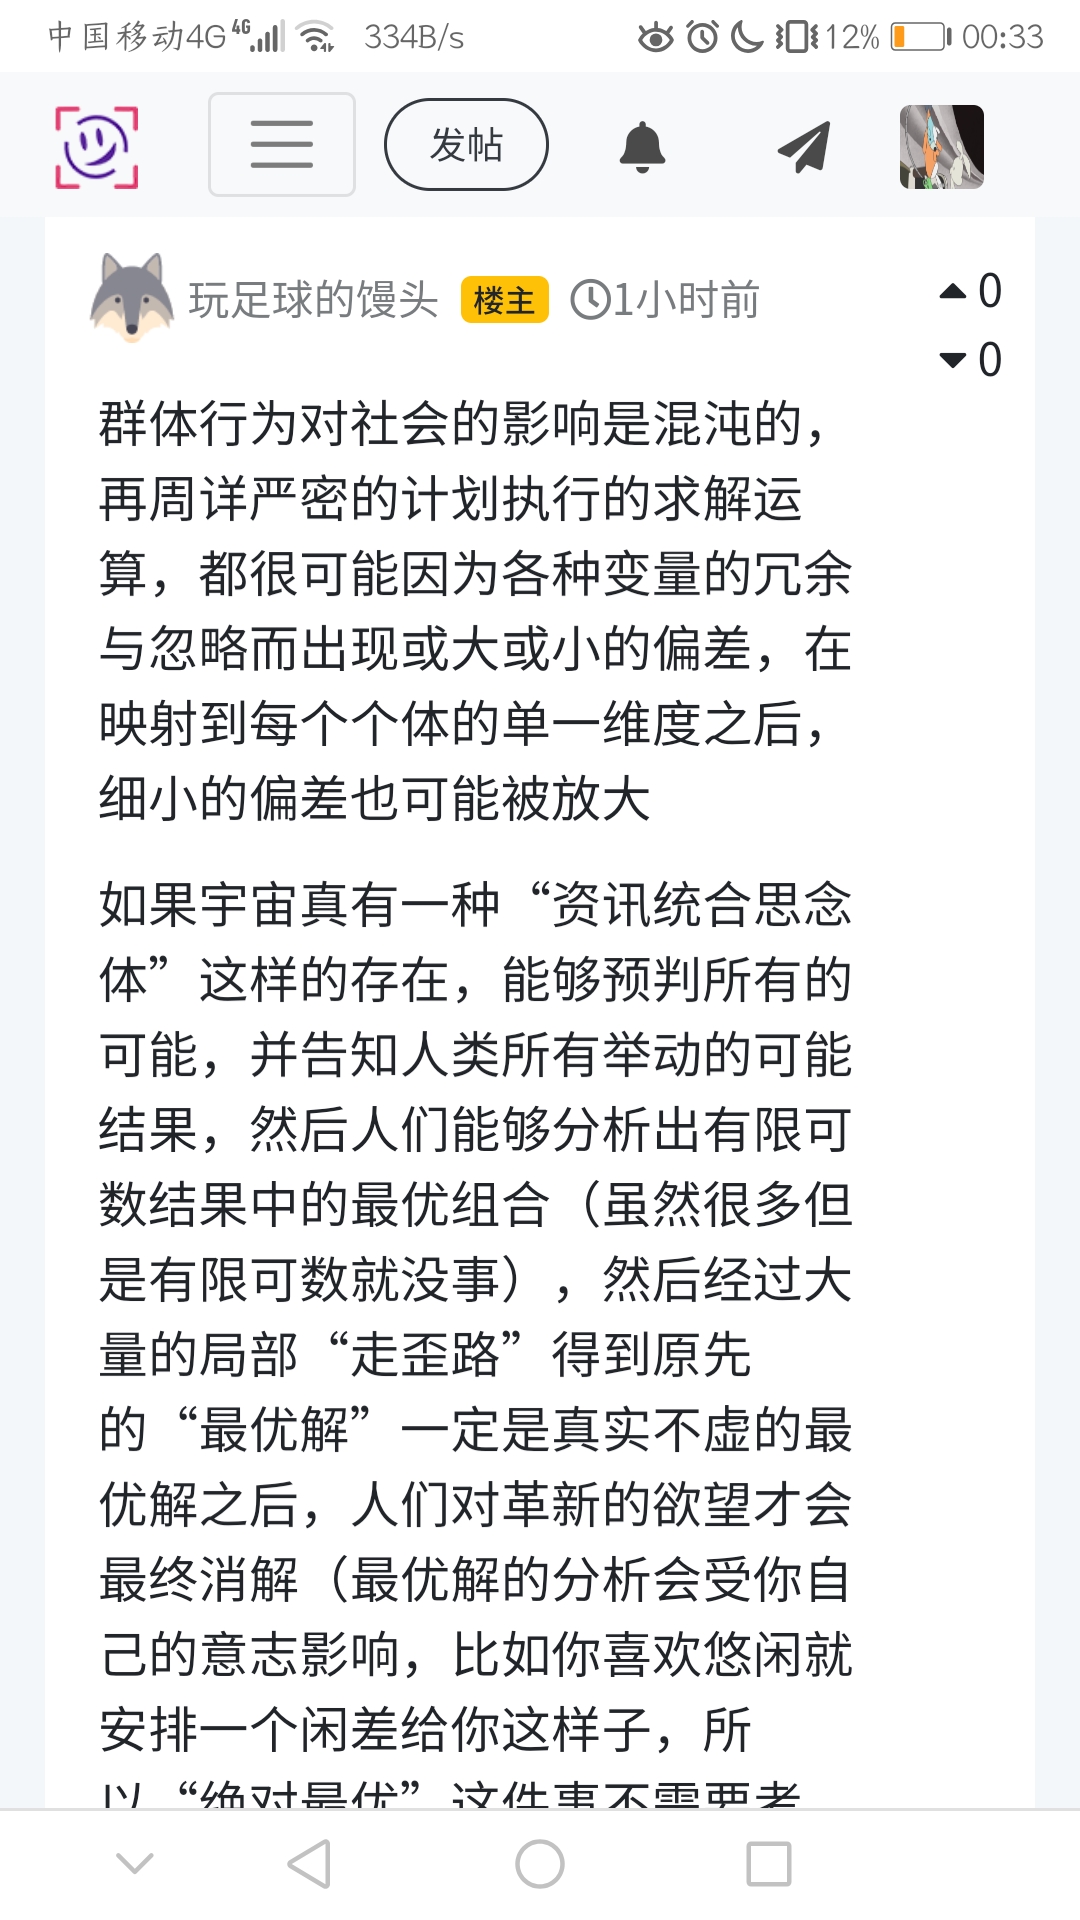 中国移动4G 4G 334B/s 12% 00:33
发帖
玩足球的馒头 楼主 1小时前
0
0
群体行为对社会的影响是混沌的，
再周详严密的计划执行的求解运
算，都很可能因为各种变量的冗余
与忽略而出现或大或小的偏差，在
映射到每个个体的单一维度之后，
细小的偏差也可能被放大
如果宇宙真有一种“资讯统合思念
体”这样的存在，能够预判所有的
可能，并告知人类所有举动的可能
结果，然后人们能够分析出有限可
数结果中的最优组合（虽然很多但
是有限可数就没事），然后经过大
量的局部“走歪路”得到原先
的“最优解”一定是真实不虚的最
优解之后，人们对革新的欲望才会
最终消解（最优解的分析会受你自
己的意志影响，比如你喜欢悠闲就
安排一个闲差给你这样子，所
以“绝对最优”这件事不需要考